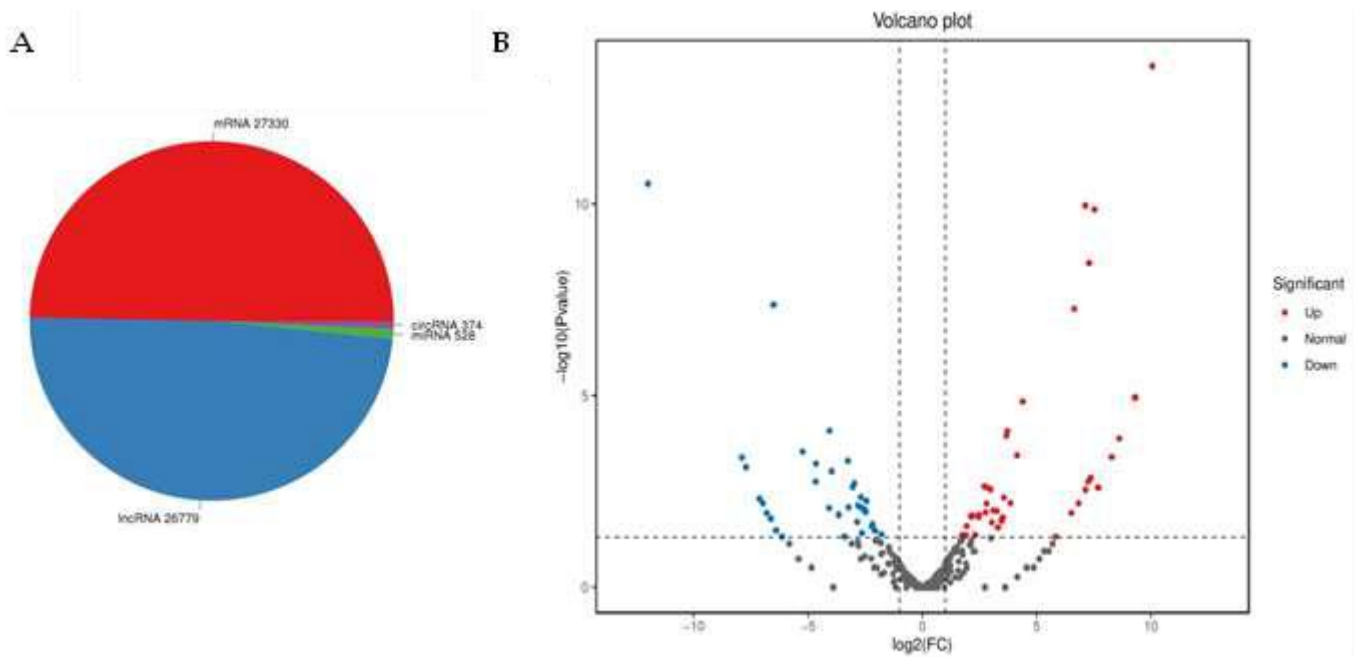 A
mRNA 27330
circRNA 374
miRNA 528
lncRNA 26779
B
Volcano plot
−log10(Pvalue)
10
5
0
−10
−5
0
5
10
log2(FC)
Significant
Up
Normal
Down